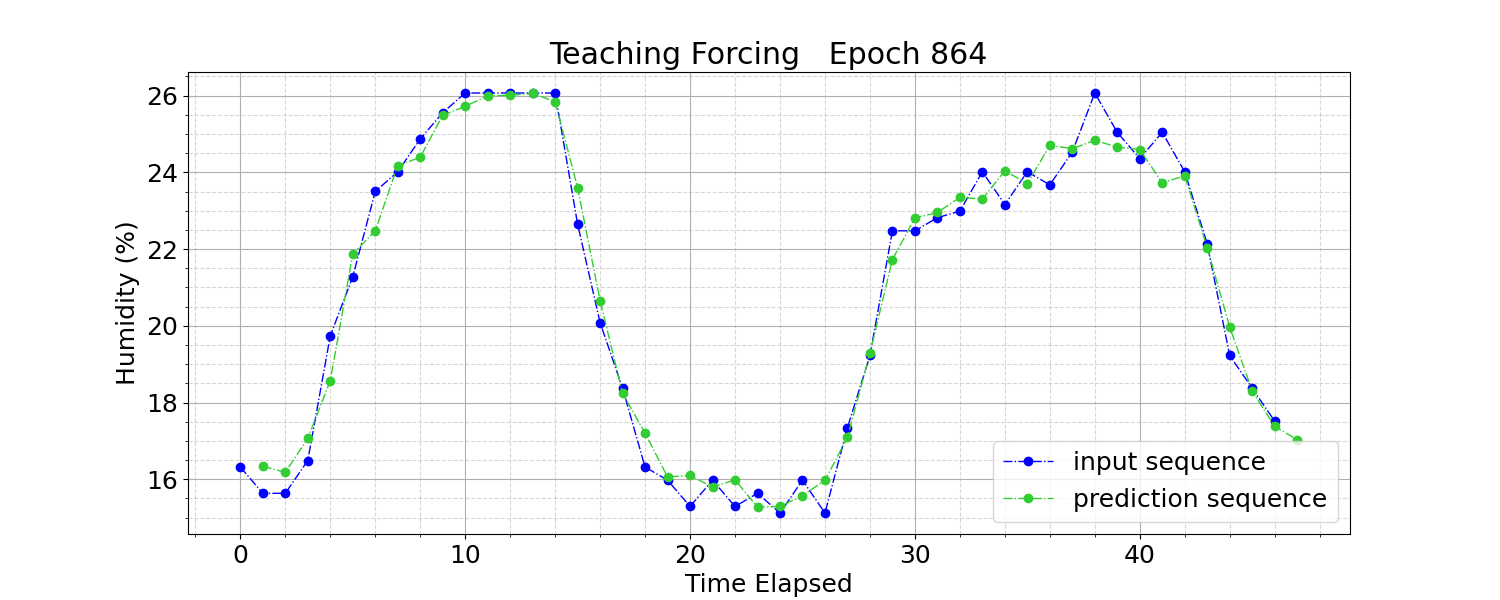 Teaching Forcing   Epoch 864
Humidity (%)
26
24
22
20
18
16
0 10 20 30 40
Time Elapsed
input sequence
prediction sequence